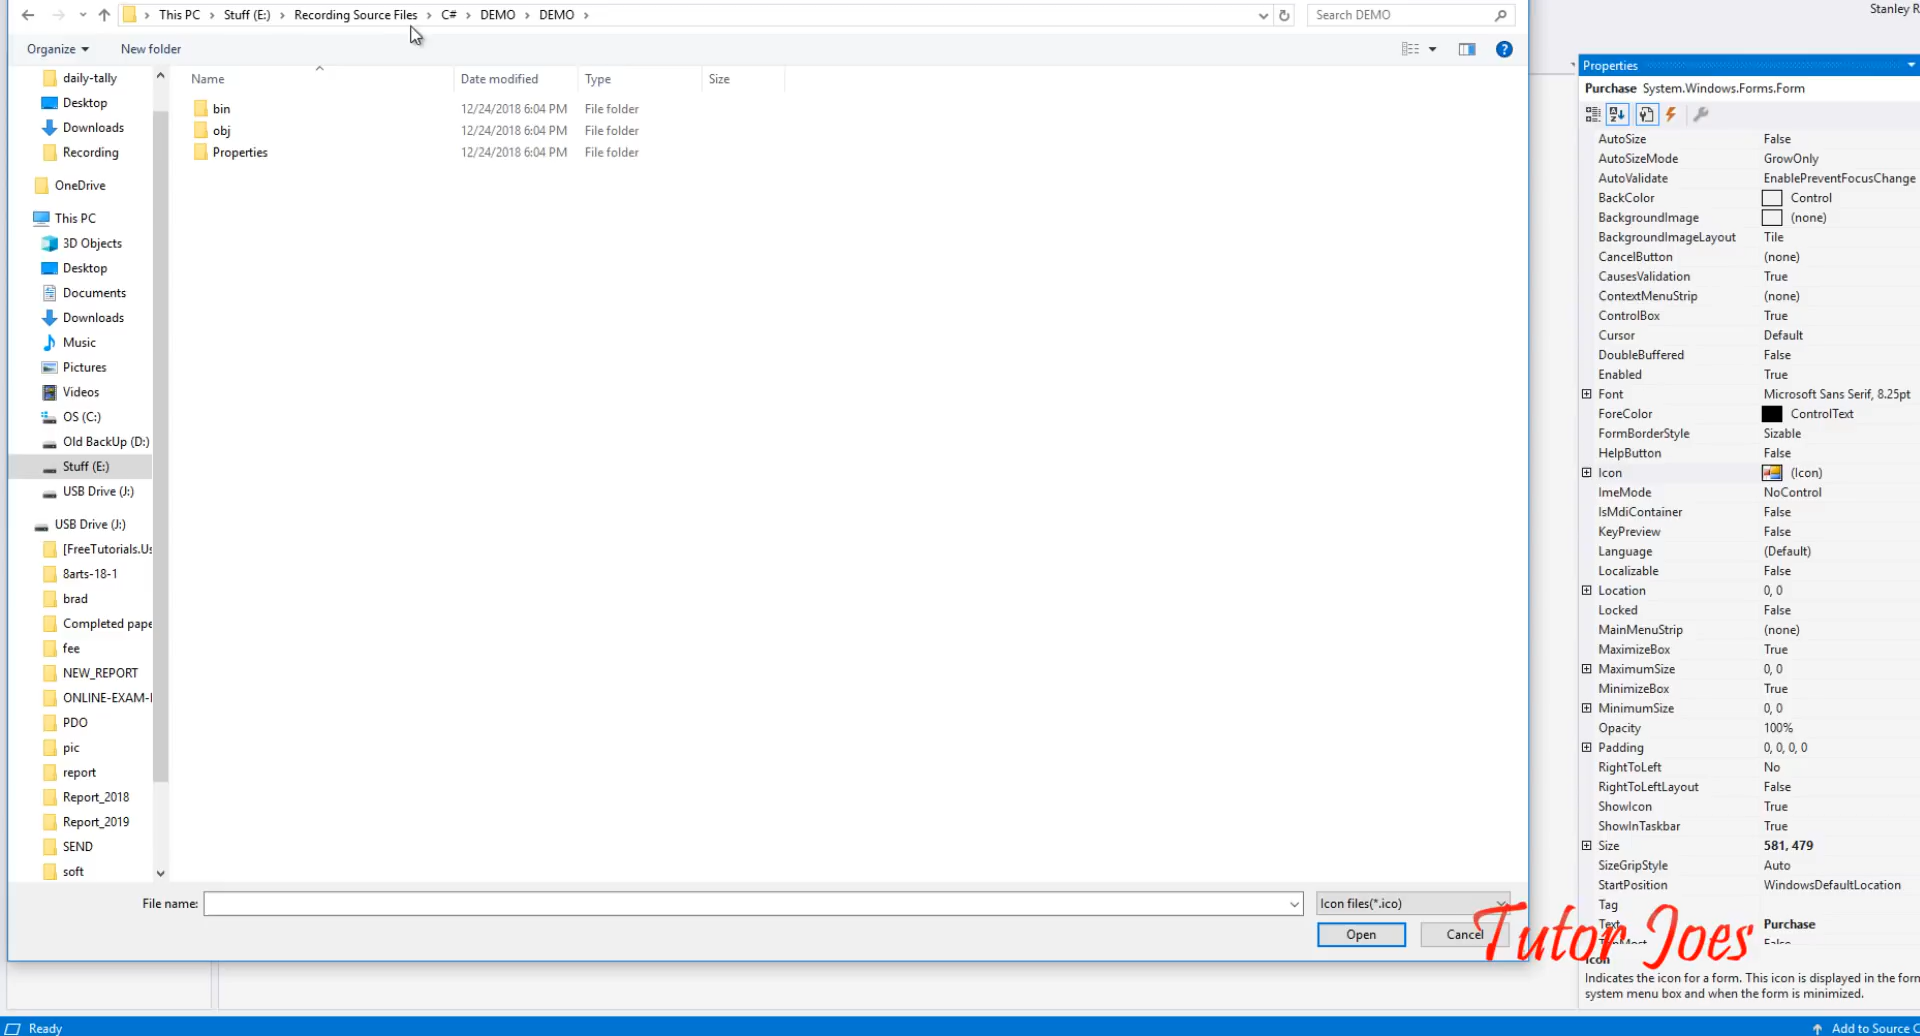 Stanley R
This PC > Stuff (E:) > Recording Source Files > C# > DEMO > DEMO >
Search DEMO
Organize
New folder
Name Date modified Type Size
bin 12/24/2018 6:04 PM File folder
obj 12/24/2018 6:04 PM File folder
Properties 12/24/2018 6:04 PM File folder
daily-tally
Desktop
Downloads
Recording
OneDrive
This PC
3D Objects
Desktop
Documents
Downloads
Music
Pictures
Videos
OS (C:)
Old BackUp (D:)
Stuff (E:)
USB Drive (J:)
USB Drive (J:)
[FreeTutorials.Us
8arts-18-1
brad
Completed pape
fee
NEW_REPORT
ONLINE-EXAM-I
PDO
pic
report
Report_2018
Report_2019
SEND
soft
File name:
Icon files(*.ico)
Open
Cancel
Properties
Purchase System.Windows.Forms.Form
AutoSize False
AutoSizeMode GrowOnly
AutoValidate EnablePreventFocusChange
BackColor Control
BackgroundImage (none)
BackgroundImageLayout Tile
CancelButton (none)
CausesValidation True
ContextMenuStrip (none)
ControlBox True
Cursor Default
DoubleBuffered False
Enabled True
Font Microsoft Sans Serif, 8.25pt
ForeColor ControlText
FormBorderStyle Sizable
HelpButton False
Icon (Icon)
ImeMode NoControl
IsMdiContainer False
KeyPreview False
Language (Default)
Localizable False
Location 0, 0
Locked False
MainMenuStrip (none)
MaximizeBox True
MaximumSize 0, 0
MinimizeBox True
MinimumSize 0, 0
Opacity 100%
Padding 0, 0, 0, 0
RightToLeft No
RightToLeftLayout False
ShowIcon True
ShowInTaskbar True
Size 581, 479
SizeGripStyle Auto
StartPosition WindowsDefaultLocation
Tag
Text Purchase
TopMost False
Icon
Indicates the icon for a form. This icon is displayed in the form
system menu box and when the form is minimized.
Tutor Joes
Ready
Add to Source C